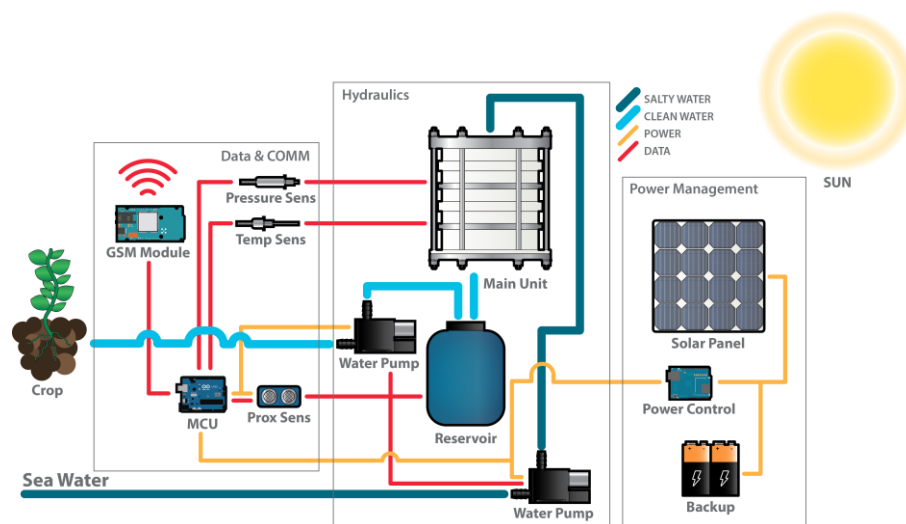 Hydraulics
SALTY WATER
CLEAN WATER
POWER
DATA
SUN
Data & COMM
Pressure Sens
Temp Sens
GSM Module
Main Unit
Power Management
Solar Panel
Water Pump
Crop
MCU
Prox Sens
Reservoir
Power Control
Sea Water
Water Pump
Backup